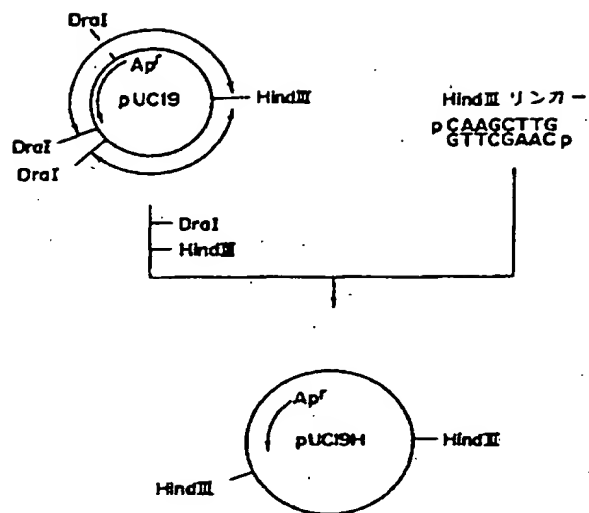 DraI
Apr
pUC19
HindⅢ
HindⅢ リンカー
pCAAGCTTG
GTTCGAACp
DraI
DraI
DraI
HindⅢ
Apr
pUC19H
HindⅢ
HindⅢ